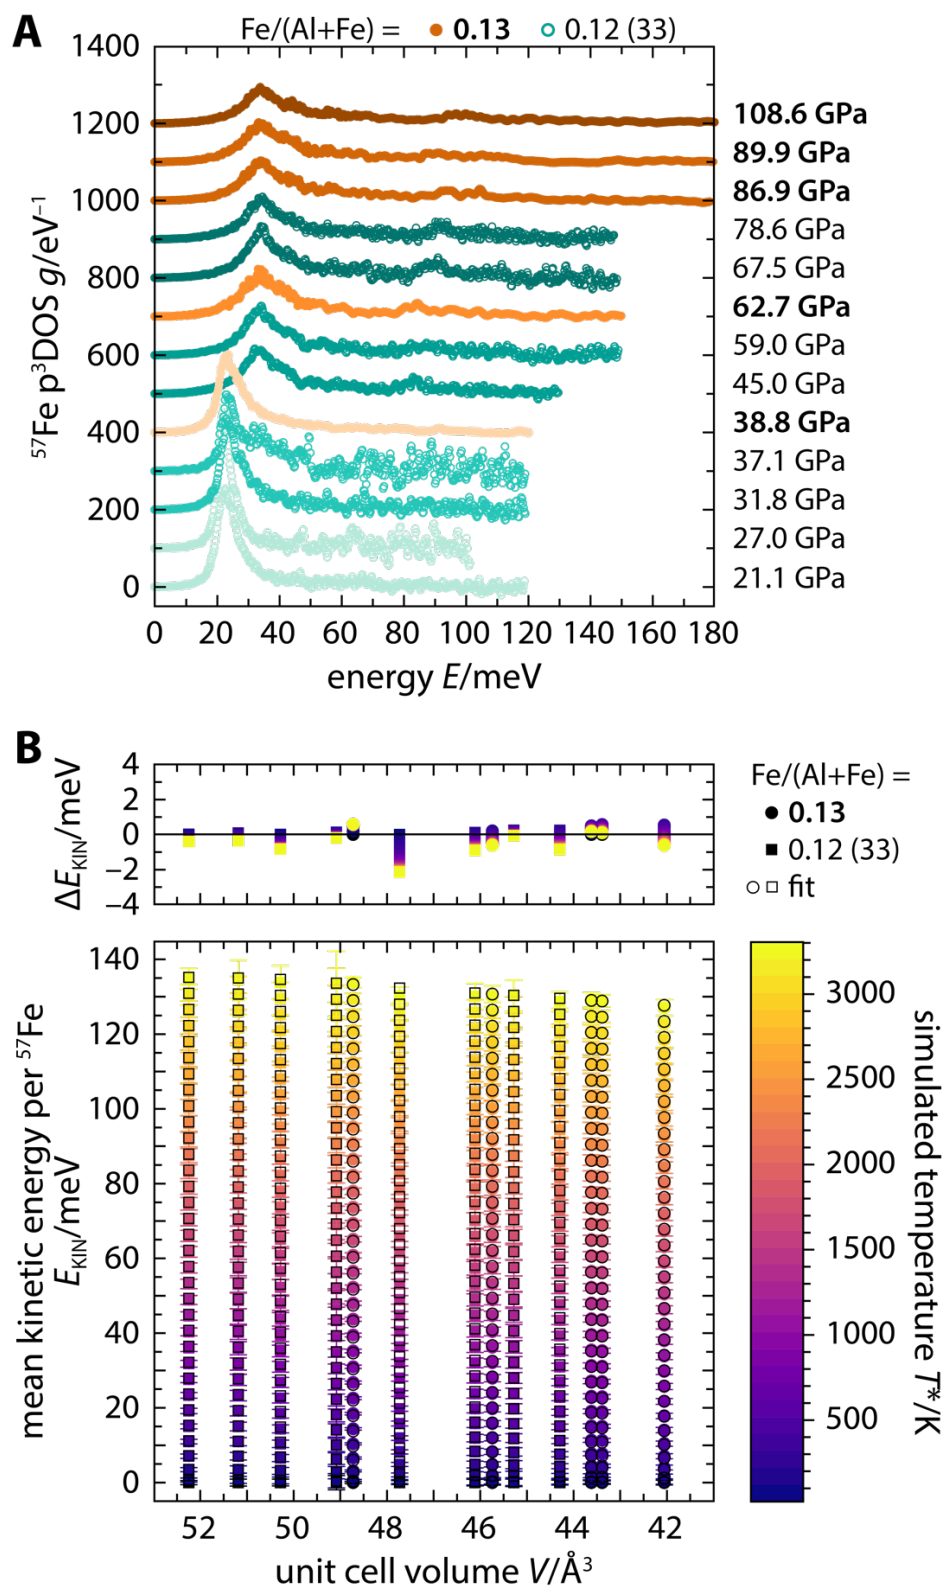 A
Fe/(Al+Fe) = 0.13 0.12 (33)
1400
1200
1000
800
600
400
200
0
⁵⁷Fe p³DOS g/eV⁻¹
108.6 GPa
89.9 GPa
86.9 GPa
78.6 GPa
67.5 GPa
62.7 GPa
59.0 GPa
45.0 GPa
38.8 GPa
37.1 GPa
31.8 GPa
27.0 GPa
21.1 GPa
0 20 40 60 80 100 120 140 160 180
energy E/meV
B
4
2
0
−2
−4
ΔE_KIN/meV
Fe/(Al+Fe) =
0.13
0.12 (33)
fit
140
120
100
80
60
40
20
0
mean kinetic energy per ⁵⁷Fe
E_KIN/meV
52 50 48 46 44 42
unit cell volume V/Å³
3000
2500
2000
1500
1000
500
simulated temperature T*/K